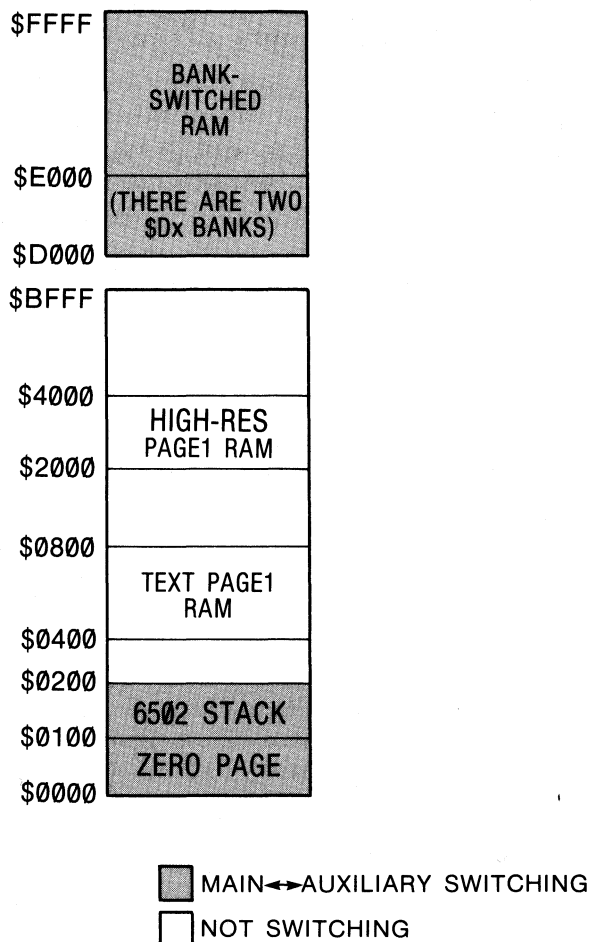 $FFFF
BANK-
SWITCHED
RAM
$E000
(THERE ARE TWO
$Dx BANKS)
$D000
$BFFF
$4000
HIGH-RES
PAGE1 RAM
$2000
$0800
TEXT PAGE1
RAM
$0400
$0200
6502 STACK
$0100
ZERO PAGE
$0000
MAIN↔AUXILIARY SWITCHING
NOT SWITCHING